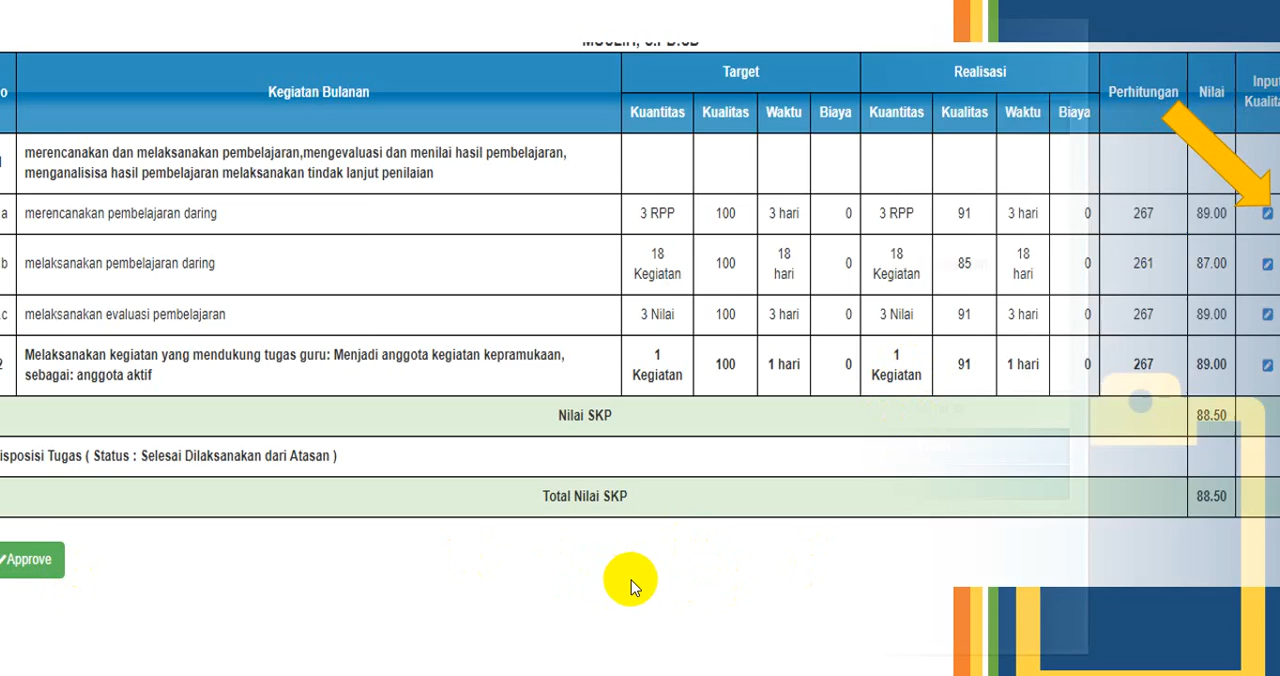 Target Realisasi
Kegiatan Bulanan Perhitungan Nilai
Kuantitas Kualitas Waktu Biaya Kuantitas Kualitas Waktu Biaya
merencanakan dan melaksanakan pembelajaran,mengevaluasi dan menilai hasil pembelajaran,
menganalisisa hasil pembelajaran melaksanakan tindak lanjut penilaian
a merencanakan pembelajaran daring 3 RPP 100 3 hari 0 3 RPP 91 3 hari 0 267 89.00
b melaksanakan pembelajaran daring 18 Kegiatan 100 18 hari 0 18 Kegiatan 85 18 hari 0 261 87.00
c melaksanakan evaluasi pembelajaran 3 Nilai 100 3 hari 0 3 Nilai 91 3 hari 0 267 89.00
2 Melaksanakan kegiatan yang mendukung tugas guru: Menjadi anggota kegiatan kepramukaan,
sebagai: anggota aktif 1 Kegiatan 100 1 hari 0 1 Kegiatan 91 1 hari 0 267 89.00
Nilai SKP 88.50
isposisi Tugas ( Status : Selesai Dilaksanakan dari Atasan )
Total Nilai SKP 88.50
Approve